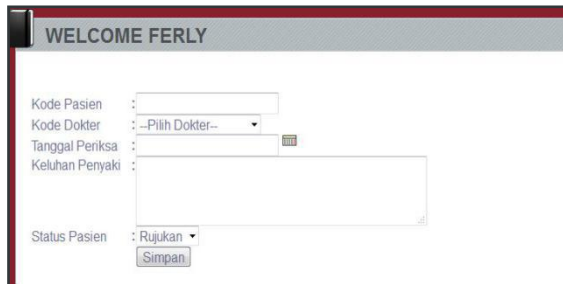 WELCOME FERLY
Kode Pasien :
Kode Dokter : --Pilih Dokter--
Tanggal Periksa :
Keluhan Penyaki :
Status Pasien : Rujukan
Simpan